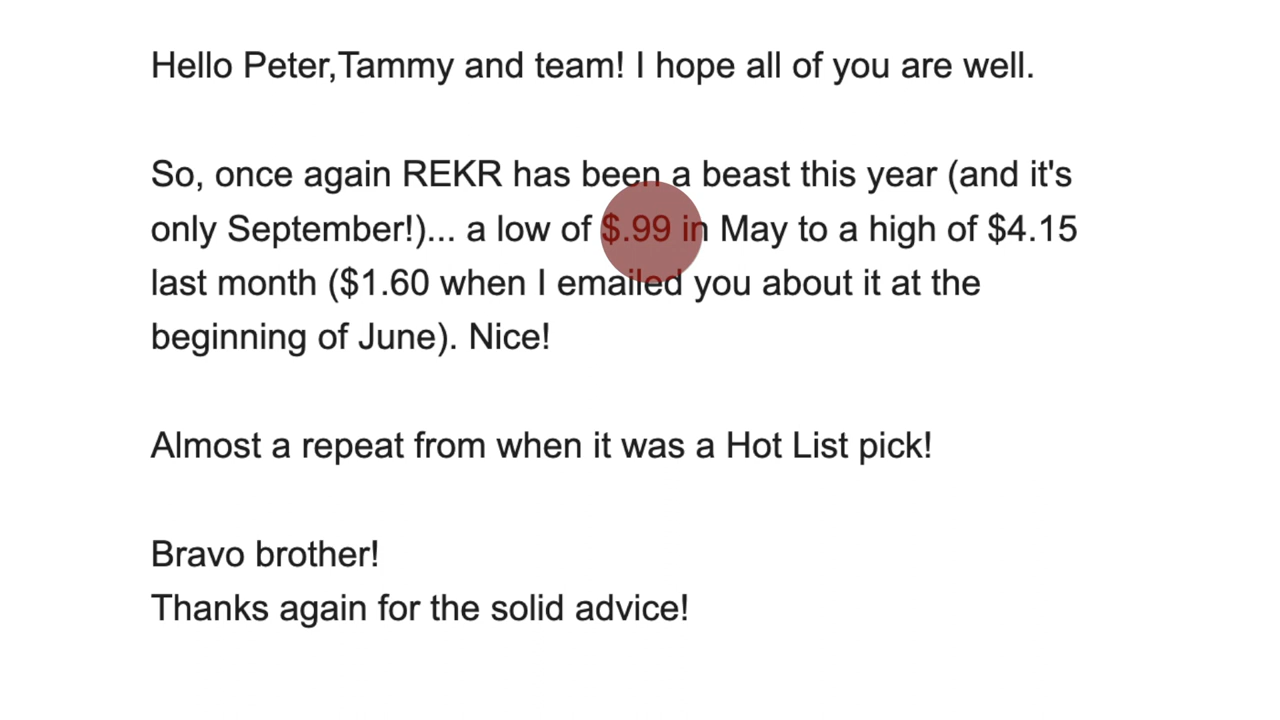 Hello Peter,Tammy and team! I hope all of you are well.
So, once again REKR has been a beast this year (and it's
only September!)... a low of $.99 in May to a high of $4.15
last month ($1.60 when I emailed you about it at the
beginning of June). Nice!
Almost a repeat from when it was a Hot List pick!
Bravo brother!
Thanks again for the solid advice!